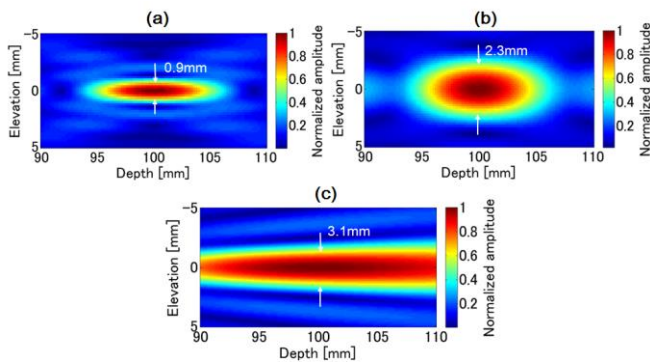 (a)
-5
0
5
Elevation [mm]
90 95 100 105 110
Depth [mm]
0.9mm
1
0.8
0.6
0.4
0.2
Normalized amplitude
(b)
-5
0
5
Elevation [mm]
90 95 100 105 110
Depth [mm]
2.3mm
1
0.8
0.6
0.4
0.2
Normalized amplitude
(c)
-5
0
5
Elevation [mm]
90 95 100 105 110
Depth [mm]
3.1mm
1
0.8
0.6
0.4
0.2
Normalized amplitude